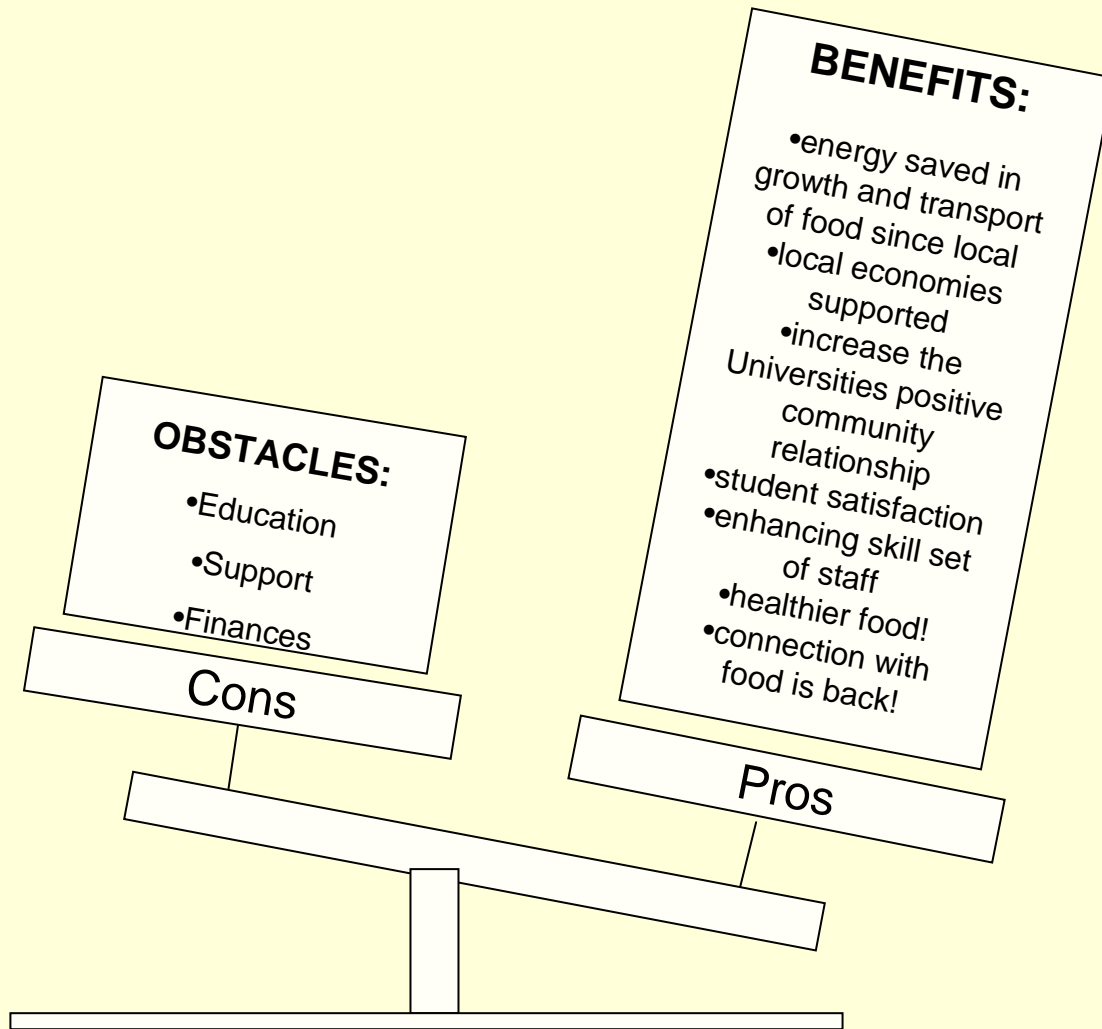 OBSTACLES:
•Education
•Support
•Finances
Cons
BENEFITS:
•energy saved in
growth and transport
of food since local
•local economies
supported
•increase the
Universities positive
community
relationship
•student satisfaction
•enhancing skill set
of staff
•healthier food!
•connection with
food is back!
Pros